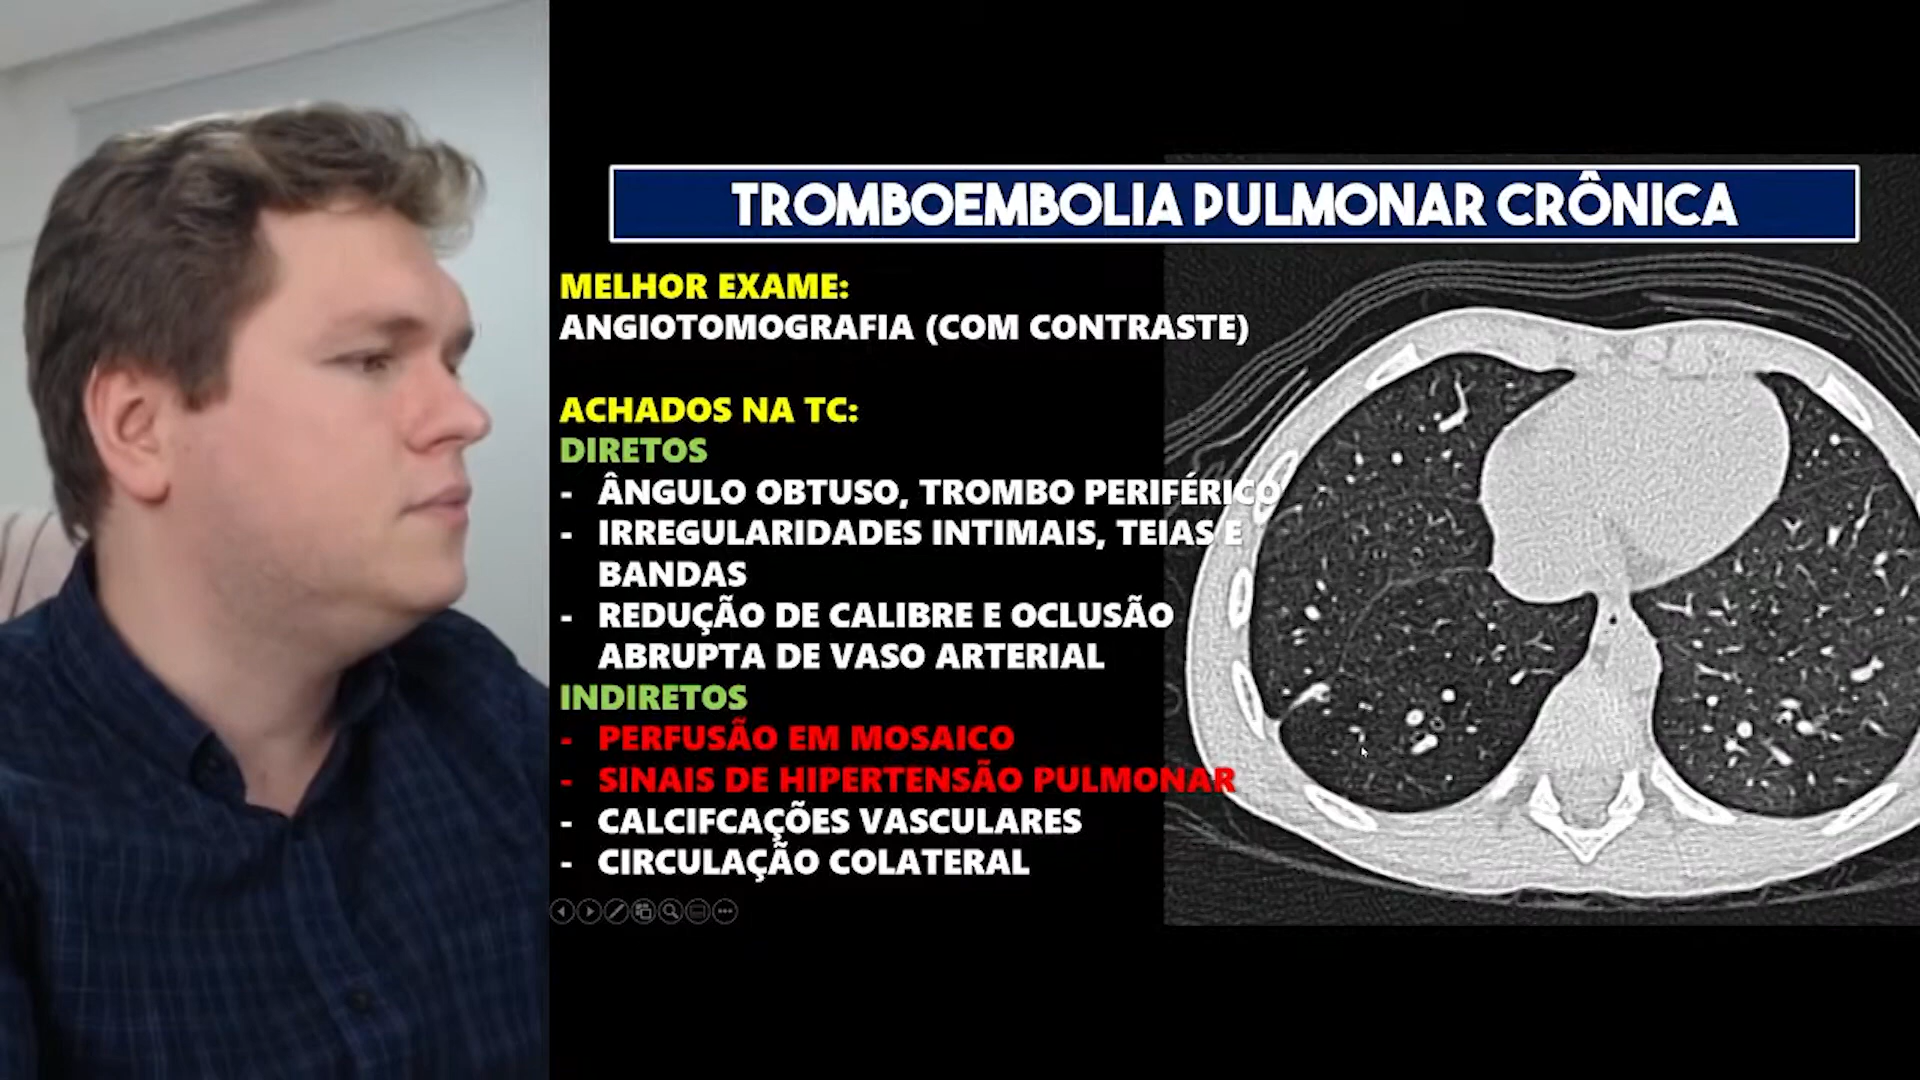 TROMBOEMBOLIA PULMONAR CRÔNICA
MELHOR EXAME:
ANGIOTOMOGRAFIA (COM CONTRASTE)
ACHADOS NA TC:
DIRETOS
- ÂNGULO OBTUSO, TROMBO PERIFÉRICO
- IRREGULARIDADES INTIMAIS, TEIAS E
BANDAS
- REDUÇÃO DE CALIBRE E OCLUSÃO
ABRUPTA DE VASO ARTERIAL
INDIRETOS
- PERFUSÃO EM MOSAICO
- SINAIS DE HIPERTENSÃO PULMONAR
- CALCIFCAÇÕES VASCULARES
- CIRCULAÇÃO COLATERAL